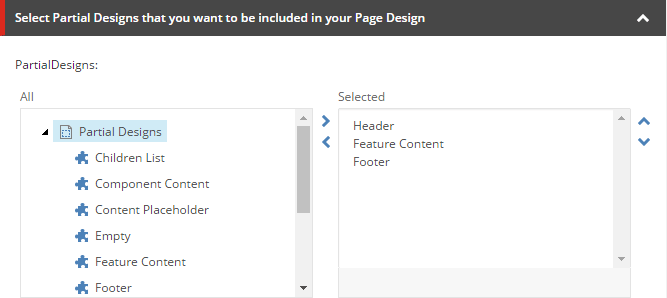 Select Partial Designs that you want to be included in your Page Design
PartialDesigns:
All
Selected
Partial Designs
Children List
Component Content
Content Placeholder
Empty
Feature Content
Footer
Header
Feature Content
Footer